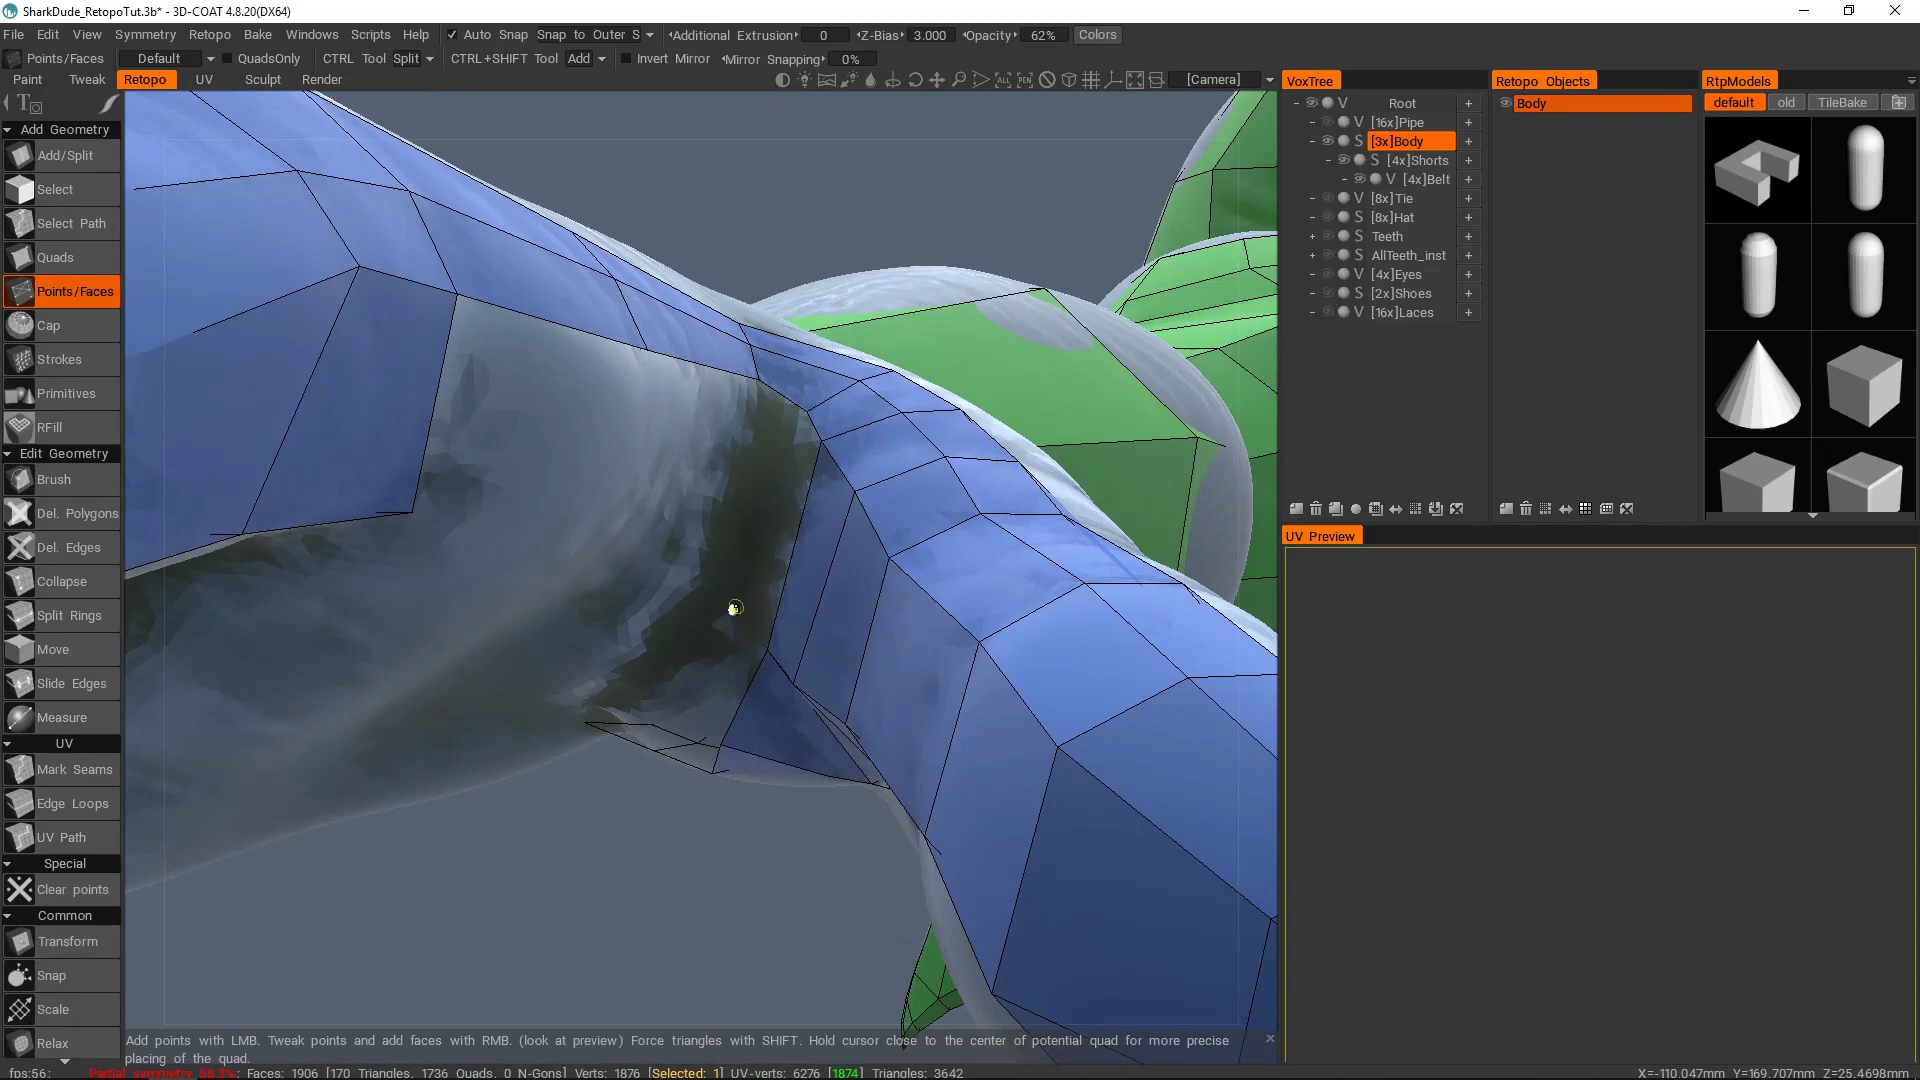 SharkDude_RetopoTut.3b* - 3D-COAT 4.8.20(DX64)
File Edit View Symmetry Retopo Bake Windows Scripts Help Auto Snap Snap to Outer S Additional Extrusion 0 Z-Bias 3.000 Opacity 62% Colors
Points/Faces Default QuadsOnly CTRL Tool Split CTRL+SHIFT Tool Add Invert Mirror Mirror Snapping 0%
Paint Tweak Retopo UV Sculpt Render [Camera]
Add Geometry
Add/Split
Select
Select Path
Quads
Points/Faces
Cap
Strokes
Primitives
RFill
Edit Geometry
Brush
Del. Polygons
Del. Edges
Collapse
Split Rings
Move
Slide Edges
Measure
UV
Mark Seams
Edge Loops
UV Path
Special
Clear points
Common
Transform
Snap
Scale
Relax
VoxTree
V Root +
V [16x]Pipe +
S [3x]Body +
S [4x]Shorts +
V [4x]Belt +
V [8x]Tie +
S [8x]Hat +
S Teeth +
S AllTeeth_inst +
V [4x]Eyes +
S [2x]Shoes +
V [16x]Laces +
Retopo Objects
Body
RtpModels
default old TileBake
UV Preview
Add points with LMB. Tweak points and add faces with RMB. (look at preview) Force triangles with SHIFT. Hold cursor close to the center of potential quad for more precise
placing of the quad.
fps:56; Partial symmetry 88.3%; Faces: 1906 [170 Triangles, 1736 Quads, 0 N-Gons] Verts: 1876 [Selected: 1] UV-verts: 6276 [1874] Triangles: 3642 X=-110.047mm Y=169.707mm Z=25.4698mm